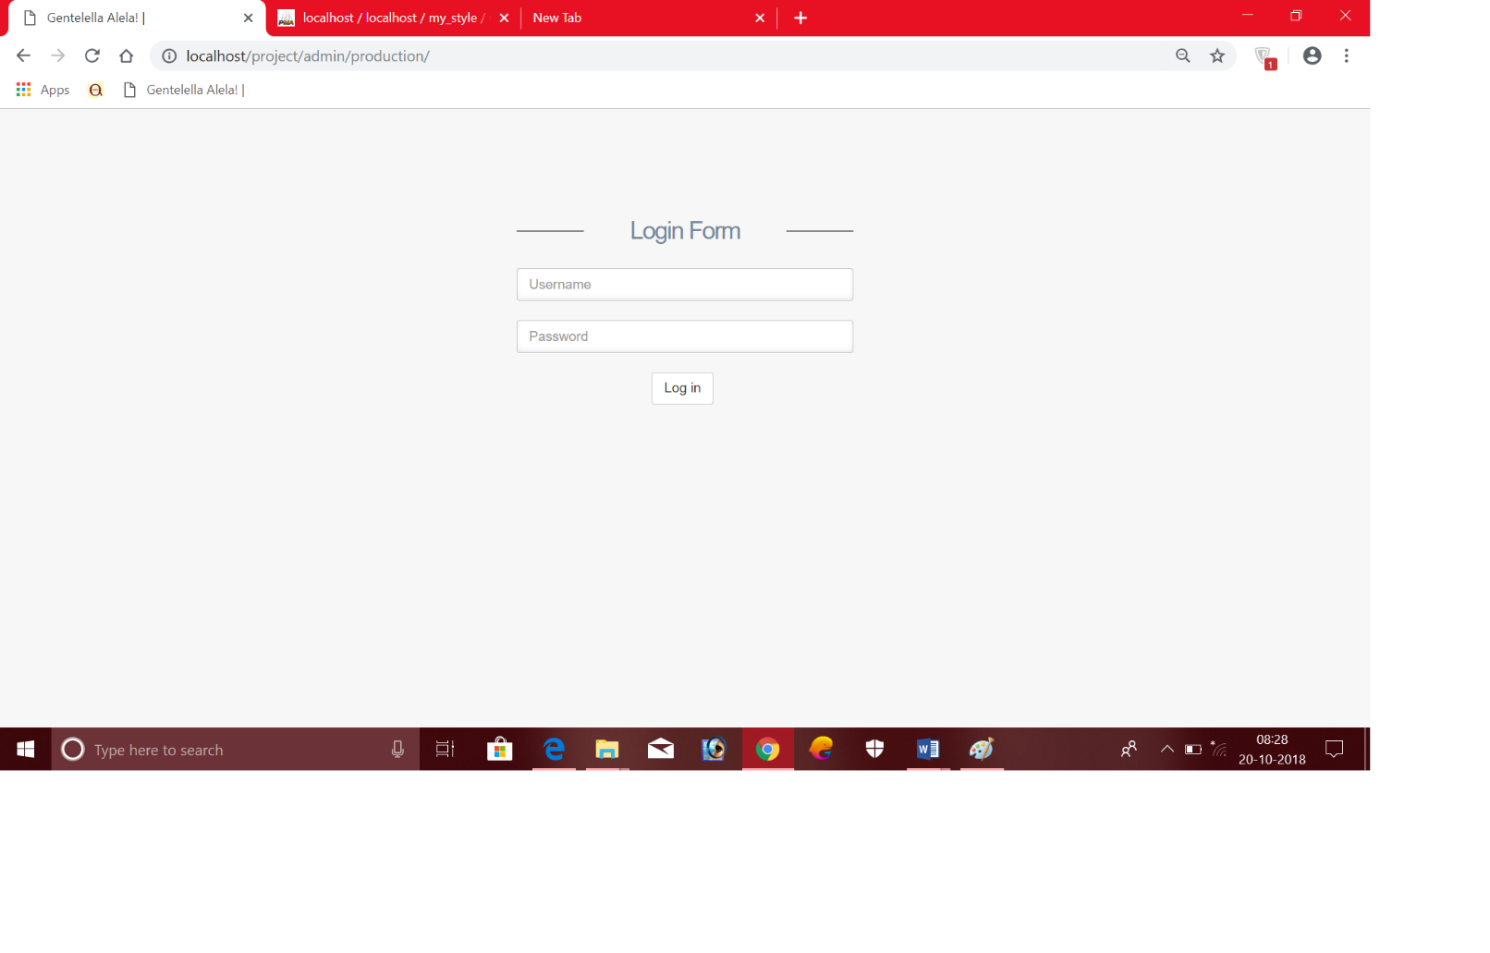 Gentelella Alela! |
localhost / localhost / my_style /
New Tab
localhost/project/admin/production/
1
Apps
Gentelella Alela! |
Login Form
Username
Password
Log in
Type here to search
08:28
20-10-2018